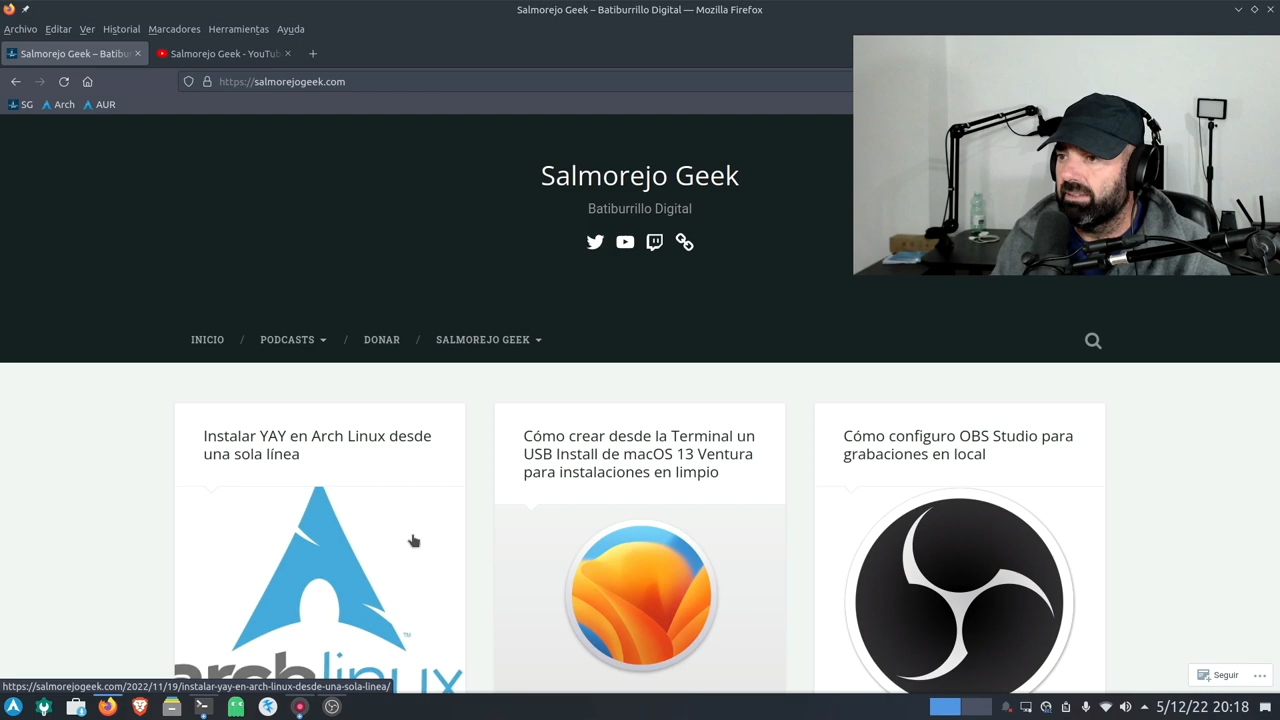 Salmorejo Geek – Batiburrillo Digital — Mozilla Firefox
Archivo Editar Ver Historial Marcadores Herramientas Ayuda
Salmorejo Geek – Batibur
Salmorejo Geek - YouTub
https://salmorejogeek.com
SG Arch AUR
Salmorejo Geek
Batiburrillo Digital
INICIO / PODCASTS / DONAR / SALMOREJO GEEK
Instalar YAY en Arch Linux desde
una sola línea
Cómo crear desde la Terminal un
USB Install de macOS 13 Ventura
para instalaciones en limpio
Cómo configuro OBS Studio para
grabaciones en local
TM
archlinux
Seguir
https://salmorejogeek.com/2022/11/19/instalar-yay-en-arch-linux-desde-una-sola-linea/
5/12/22 20:18